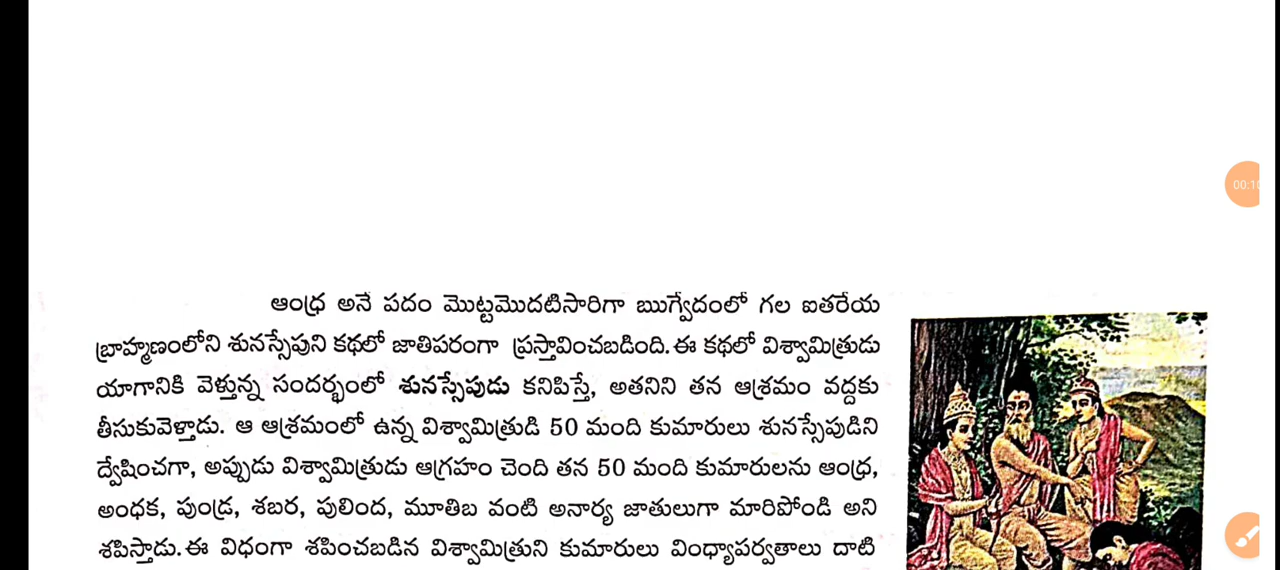 00:10
ఆంధ్ర అనే పదం మొట్టమొదటిసారిగా ఋగ్వేదంలో గల ఐతరేయ
బ్రాహ్మణంలోని శునస్సేపుని కథలో జాతిపరంగా ప్రస్తావించబడింది. ఈ కథలో విశ్వామిత్రుడు
యాగానికి వెళ్తున్న సందర్భంలో శునస్సేపుడు కనిపిస్తే, అతనిని తన ఆశ్రమం వద్దకు
తీసుకువెళ్తాడు. ఆ ఆశ్రమంలో ఉన్న విశ్వామిత్రుడి 50 మంది కుమారులు శునస్సేపుడిని
ద్వేషించగా, అప్పుడు విశ్వామిత్రుడు ఆగ్రహం చెంది తన 50 మంది కుమారులను ఆంధ్ర,
అంధక, పుండ్ర, శబర, పులింద, మూతిబ వంటి అనార్య జాతులుగా మారిపోండి అని
శపిస్తాడు. ఈ విధంగా శపించబడిన విశ్వామిత్రుని కుమారులు వింధ్యాపర్వతాలు దాటి